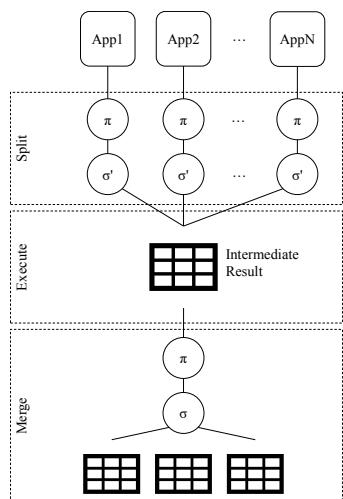 App1 App2 ... AppN
Split
π π ... π
σ' σ' ... σ'
Execute
Intermediate
Result
Merge
π
σ